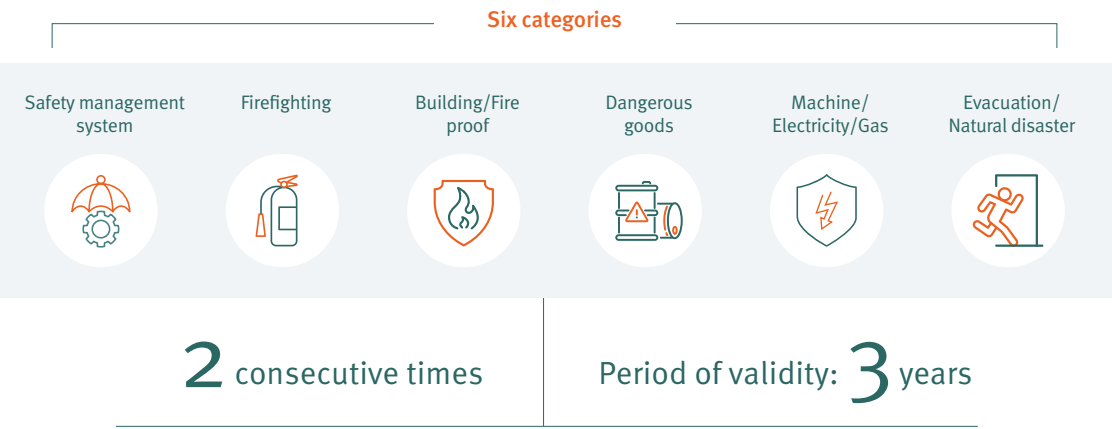 Six categories
Safety management
system
Firefighting
Building/Fire
proof
Dangerous
goods
Machine/
Electricity/Gas
Evacuation/
Natural disaster
2 consecutive times
Period of validity: 3 years